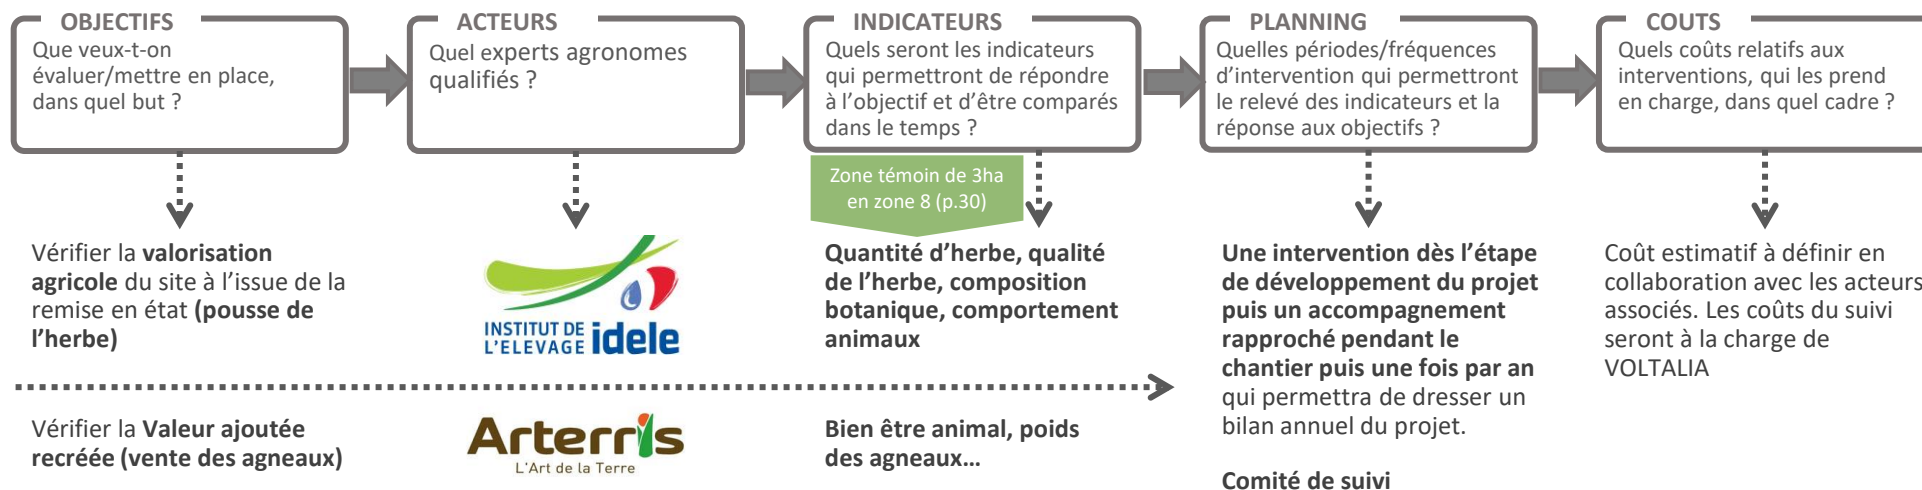 OBJECTIFS
Que veux-t-on
évaluer/mettre en place,
dans quel but ?
ACTEURS
Quel experts agronomes
qualifiés ?
INDICATEURS
Quels seront les indicateurs
qui permettront de répondre
à l'objectif et d'être comparés
dans le temps ?
PLANNING
Quelles périodes/fréquences
d'intervention qui permettront
le relevé des indicateurs et la
réponse aux objectifs ?
COUTS
Quels coûts relatifs aux
interventions, qui les prend
en charge, dans quel cadre ?
Zone témoin de 3ha
en zone 8 (p.30)
Vérifier la valorisation
agricole du site à l'issue de la
remise en état (pousse de
l'herbe)
INSTITUT DE
L'ELEVAGE idele
Quantité d'herbe, qualité
de l'herbe, composition
botanique, comportement
animaux
Une intervention dès l'étape
de développement du projet
puis un accompagnement
rapproché pendant le
chantier puis une fois par an
qui permettra de dresser un
bilan annuel du projet.
Comité de suivi
Coût estimatif à définir en
collaboration avec les acteurs
associés. Les coûts du suivi
seront à la charge de
VOLTALIA
Vérifier la Valeur ajoutée
recréée (vente des agneaux)
Arterris
L'Art de la Terre
Bien être animal, poids
des agneaux…